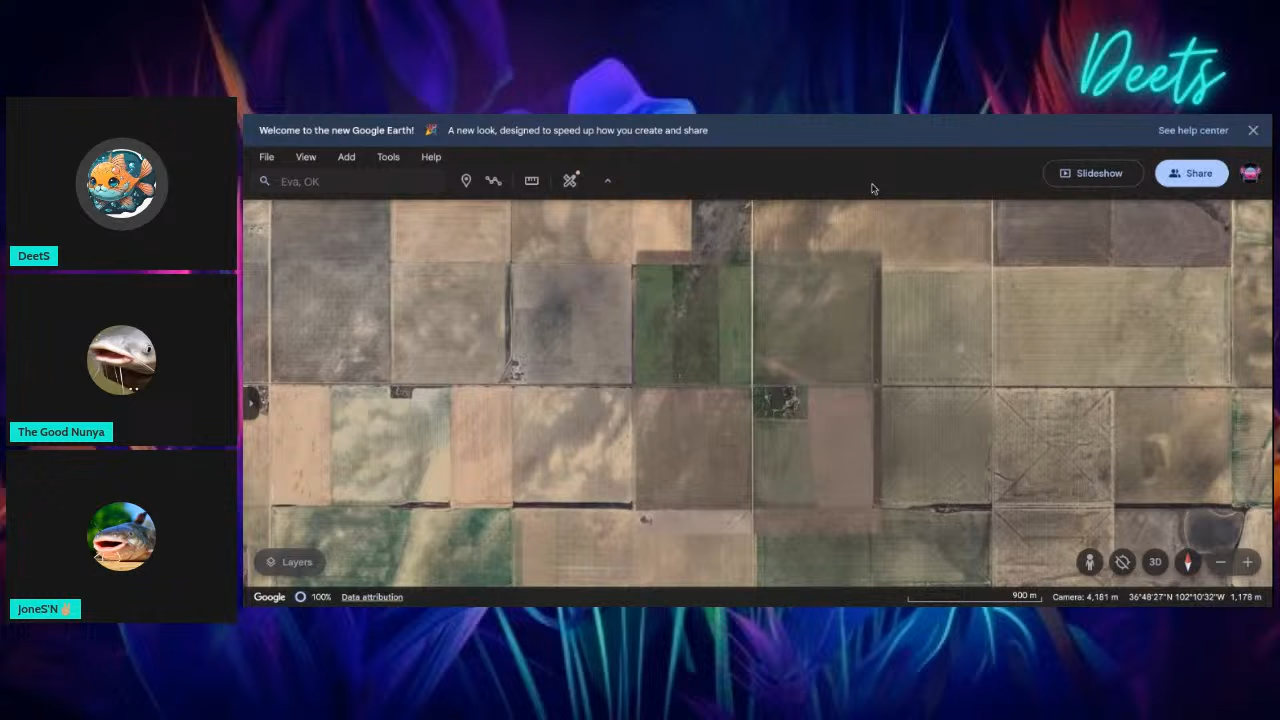 Deets
Welcome to the new Google Earth! 🎉 A new look, designed to speed up how you create and share
See help center
File View Add Tools Help
Eva, OK
Slideshow
Share
DeetS
The Good Nunya
JoneS'N ✌🏼
Layers
3D
Google 100% Data attribution
900 m
Camera: 4,181 m 36°48'27"N 102°10'32"W 1,178 m